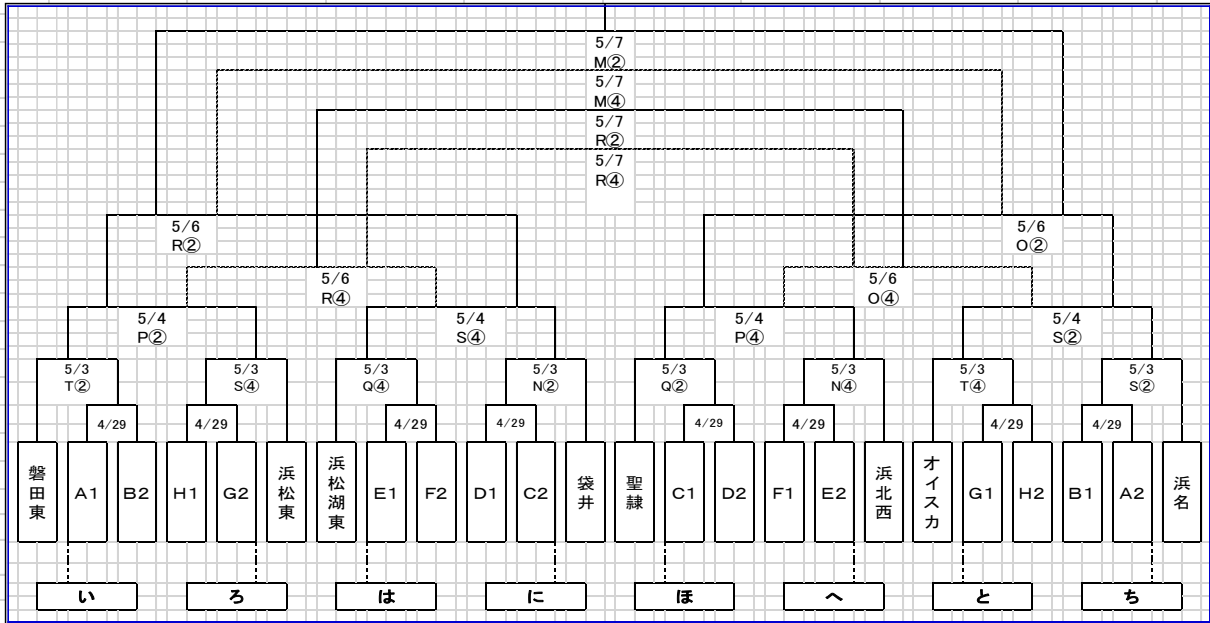 5/7
M②
5/7
M④
5/7
R②
5/7
R④
5/6
R②
5/6
O②
5/6
R④
5/6
O④
5/4
P②
5/4
S④
5/4
P④
5/4
S②
5/3
T②
5/3
S④
5/3
Q④
5/3
N②
5/3
Q②
5/3
N④
5/3
T④
5/3
S②
4/29 4/29 4/29 4/29 4/29 4/29 4/29 4/29
磐田東 A1 B2 H1 G2 浜松東 浜松湖東 E1 F2 D1 C2 袋井 聖隷 C1 D2 F1 E2 浜北西 オイスカ G1 H2 B1 A2 浜名
い ろ は に ほ へ と ち